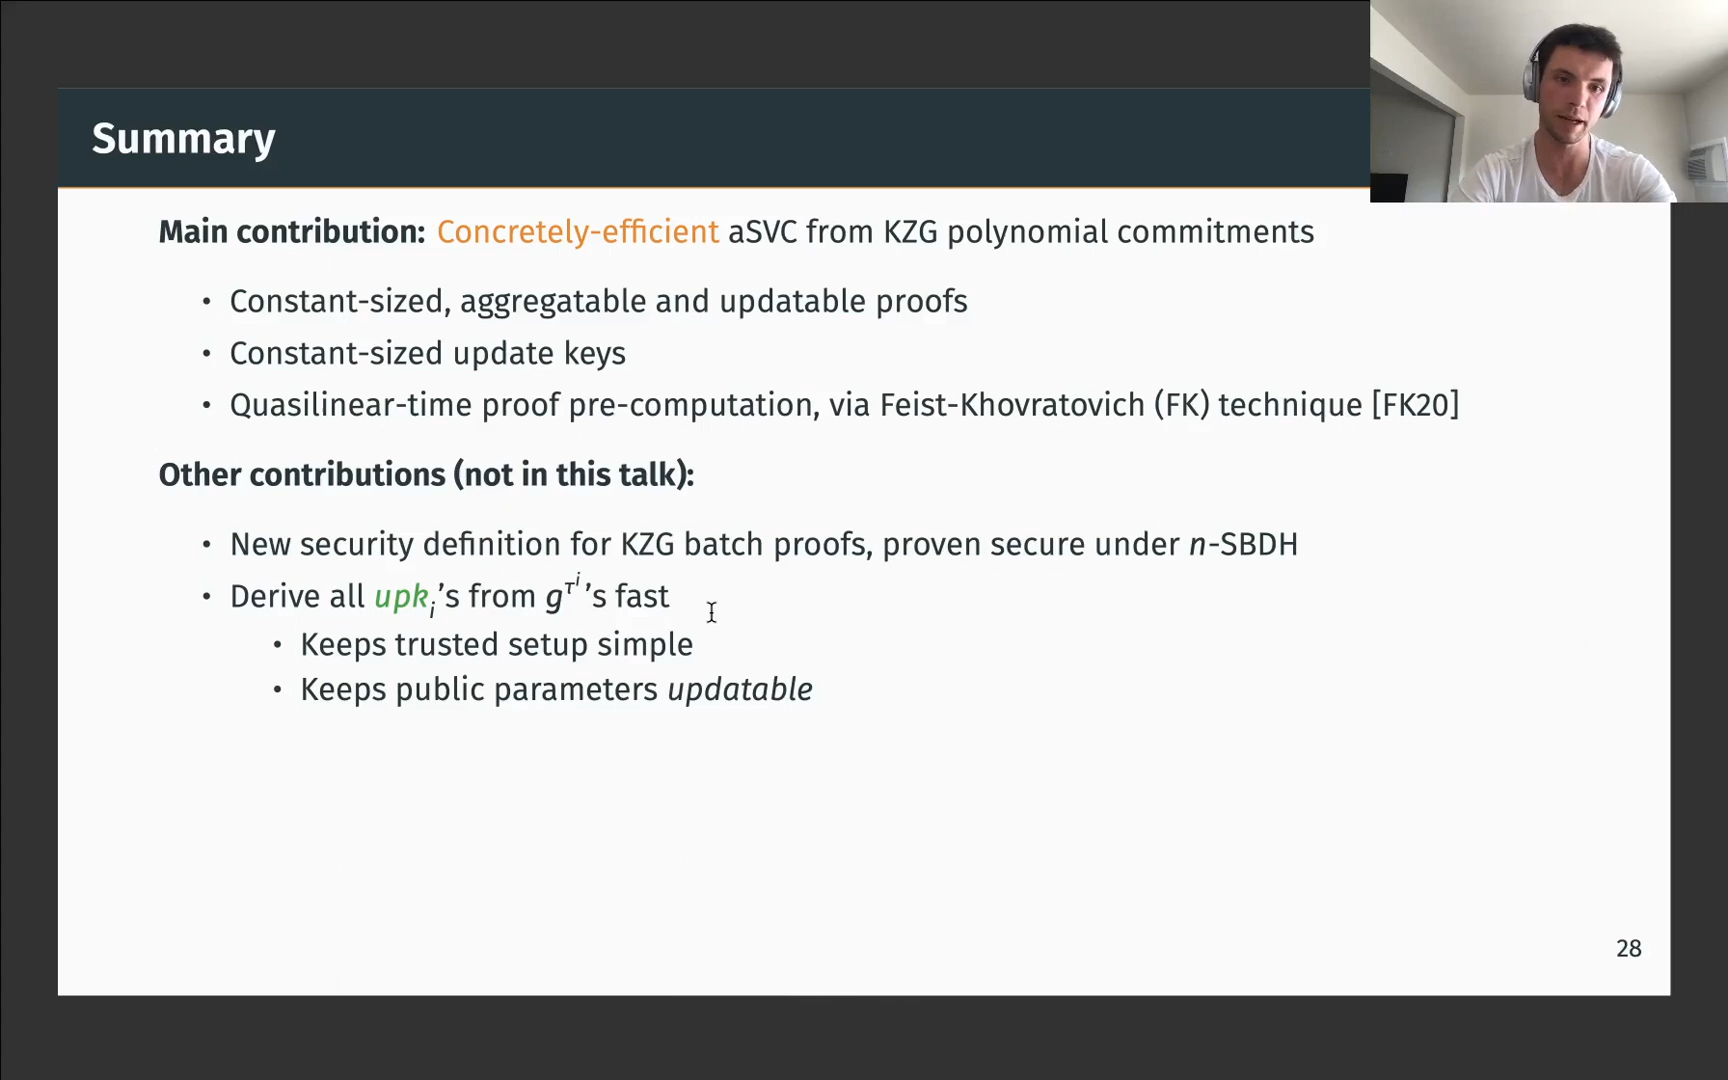 Summary
Main contribution: Concretely-efficient aSVC from KZG polynomial commitments
• Constant-sized, aggregatable and updatable proofs
• Constant-sized update keys
• Quasilinear-time proof pre-computation, via Feist-Khovratovich (FK) technique [FK20]
Other contributions (not in this talk):
• New security definition for KZG batch proofs, proven secure under n-SBDH
• Derive all upk_i’s from g^{τ^i}’s fast
• Keeps trusted setup simple
• Keeps public parameters updatable
28